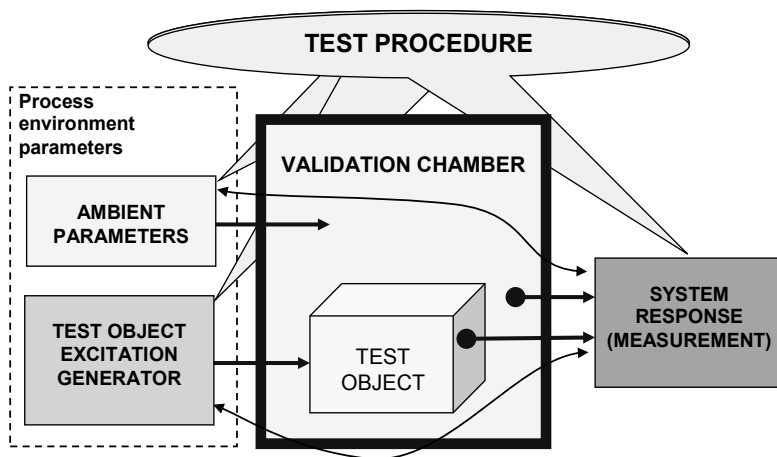 TEST PROCEDURE
Process
environment
parameters
VALIDATION CHAMBER
AMBIENT
PARAMETERS
TEST OBJECT
EXCITATION
GENERATOR
TEST
OBJECT
SYSTEM
RESPONSE
(MEASUREMENT)